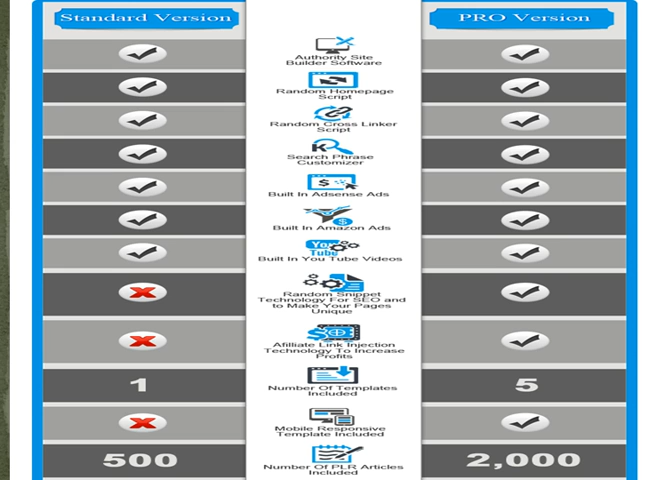 Standard Version
PRO Version
Authority Site
Builder Software
Random Homepage
Script
Random Cross Linker
Script
K
Search Phrase
Customizer
$
Built In Adsense Ads
$
Built In Amazon Ads
You
Tube
Built In You Tube Videos
Random Snippet
Technology For SEO and
to Make Your Pages
Unique
$
Afilliate Link Injection
Technology To Increase
Profits
1
Number Of Templates
Included
5
Mobile Responsive
Template Included
500
Number Of PLR Articles
Included
2,000